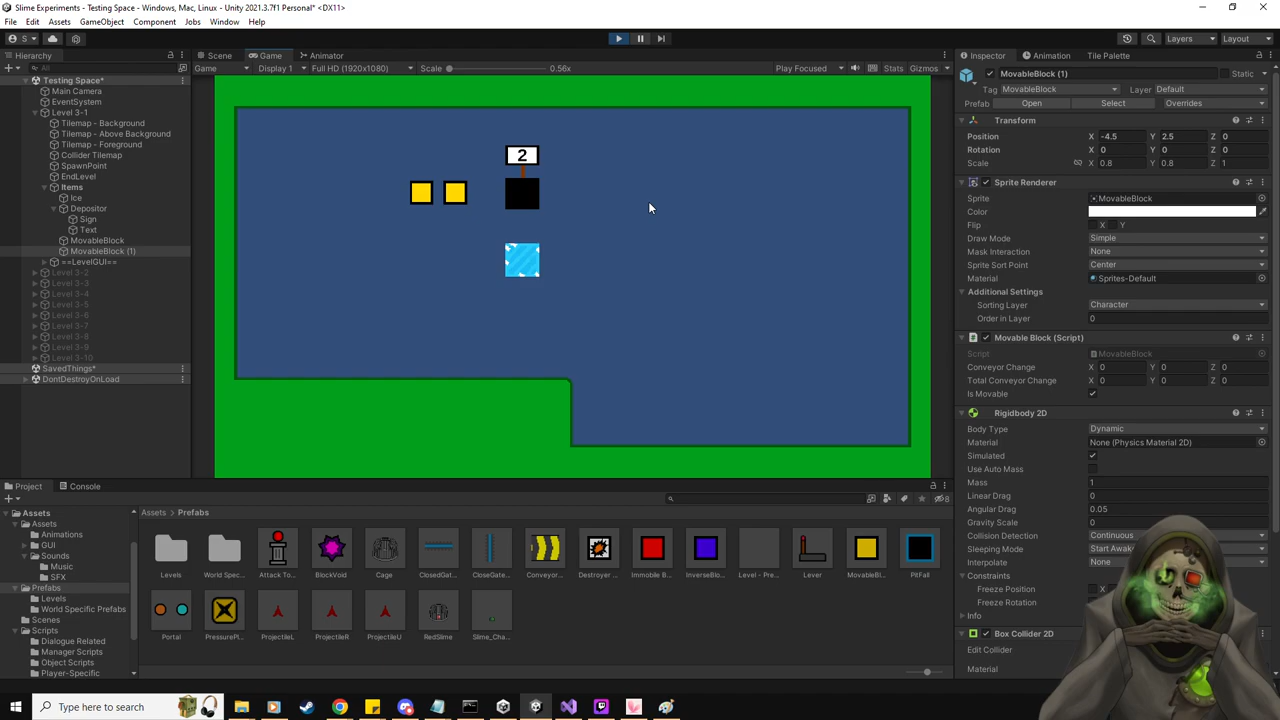 Slime Experiments - Testing Space - Windows, Mac, Linux - Unity 2021.3.7f1 Personal* <DX11>
File Edit Assets GameObject Component Jobs Window Help
S Layers Layout
Hierarchy Scene Game Animator Inspector Animation Tile Palette
All Game Display 1 Full HD (1920x1080) Scale 0.56x Play Focused Stats Gizmos
MovableBlock (1) Static
Tag MovableBlock Layer Default
Prefab Open Select Overrides
Testing Space*
Main Camera
EventSystem
Level 3-1
Tilemap - Background
Tilemap - Above Background
Tilemap - Foreground
Collider Tilemap
SpawnPoint
EndLevel
Items
Ice
Depositor
Sign
Text
MovableBlock
MovableBlock (1)
==LevelGUI==
Level 3-2
Level 3-3
Level 3-4
Level 3-5
Level 3-6
Level 3-7
Level 3-8
Level 3-9
Level 3-10
SavedThings*
DontDestroyOnLoad
2
Transform
Position X -4.5 Y 2.5 Z 0
Rotation X 0 Y 0 Z 0
Scale X 0.8 Y 0.8 Z 1
Sprite Renderer
Sprite MovableBlock
Color
Flip X Y
Draw Mode Simple
Mask Interaction None
Sprite Sort Point Center
Material Sprites-Default
Additional Settings
Sorting Layer Character
Order in Layer 0
Movable Block (Script)
Script MovableBlock
Conveyor Change X 0 Y 0 Z 0
Total Conveyor Change X 0 Y 0 Z 0
Is Movable
Rigidbody 2D
Body Type Dynamic
Material None (Physics Material 2D)
Simulated
Use Auto Mass
Mass 1
Linear Drag 0
Angular Drag 0.05
Gravity Scale 0
Collision Detection Continuous
Sleeping Mode Start Awak
Interpolate None
Constraints
Freeze Position X
Freeze Rotation
Info
Box Collider 2D
Edit Collider
Material
Project Console
8
Assets
Assets
Animations
GUI
Sounds
Music
SFX
Prefabs
Levels
World Specific Prefabs
Scenes
Scripts
Dialogue Related
Manager Scripts
Object Scripts
Player-Specific
Assets > Prefabs
Levels World Spec... Attack To... BlockVoid Cage ClosedGat... CloseGate... Conveyor... Destroyer ... Immobile B... InverseBlo... Level - Pre... Lever MovableBl... PitFall
Portal PressurePl... ProjectileL ProjectileR ProjectileU RedSlime Slime_Cha...
Type here to search